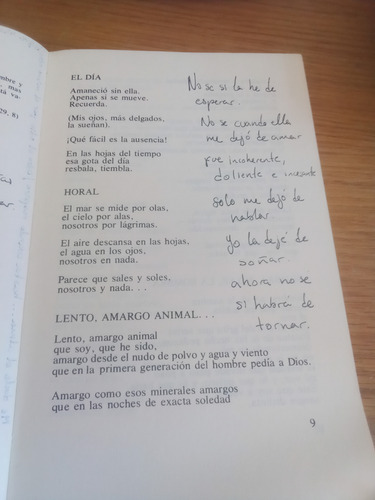 EL DÍA
Amaneció sin ella.
Apenas si se mueve.
Recuerda.
(Mis ojos, más delgados,
la sueñan).
¡Qué fácil es la ausencia!
En las hojas del tiempo
esa gota del día
resbala, tiembla.
HORAL
El mar se mide por olas,
el cielo por alas,
nosotros por lágrimas.
El aire descansa en las hojas,
el agua en los ojos,
nosotros en nada.
Parece que sales y soles,
nosotros y nada. . .
LENTO, AMARGO ANIMAL. . .
Lento, amargo animal
que soy, que he sido,
amargo desde el nudo de polvo y agua y viento
que en la primera generación del hombre pedía a Dios.
Amargo como esos minerales amargos
que en las noches de exacta soledad
9
No se si la he de
esperar.
No se cuando ella
me dejó de amar
Fue incoherente,
doliente e
solo me dejó de
hablar.
yo la dejé de
soñar.
ahora no se
si habrá de
tornar.